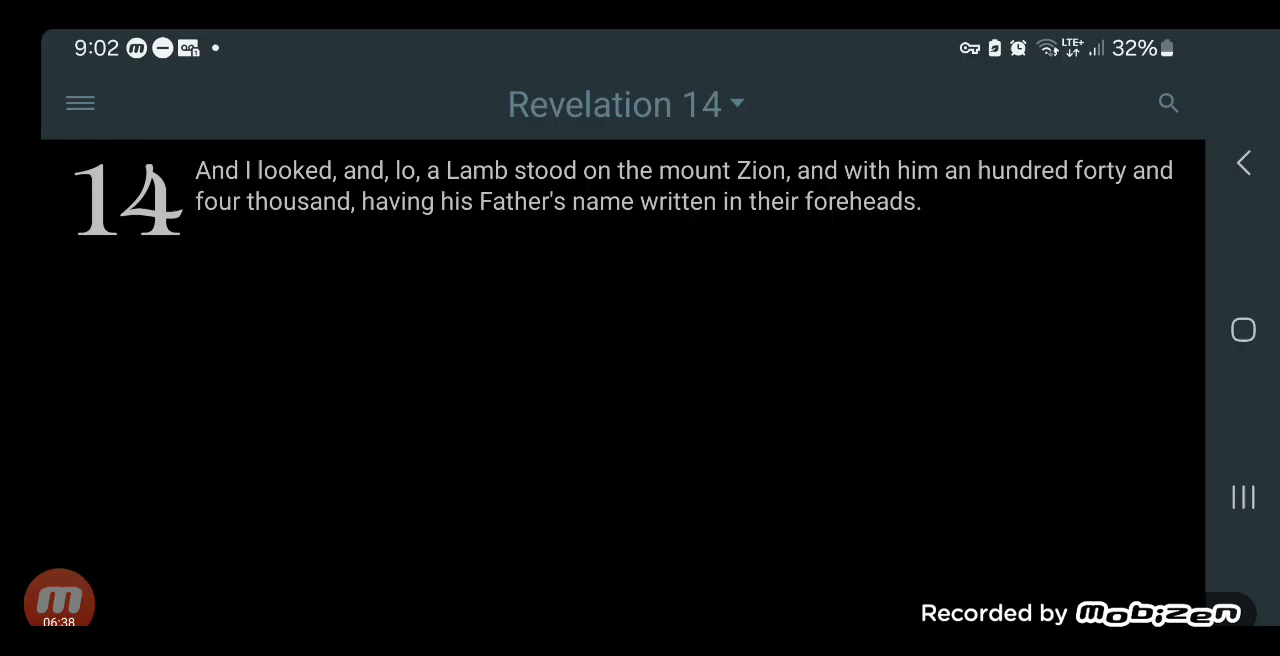 9:02 32%
LTE+
Revelation 14
14 And I looked, and, lo, a Lamb stood on the mount Zion, and with him an hundred forty and
four thousand, having his Father's name written in their foreheads.
06:38
Recorded by Mobizen